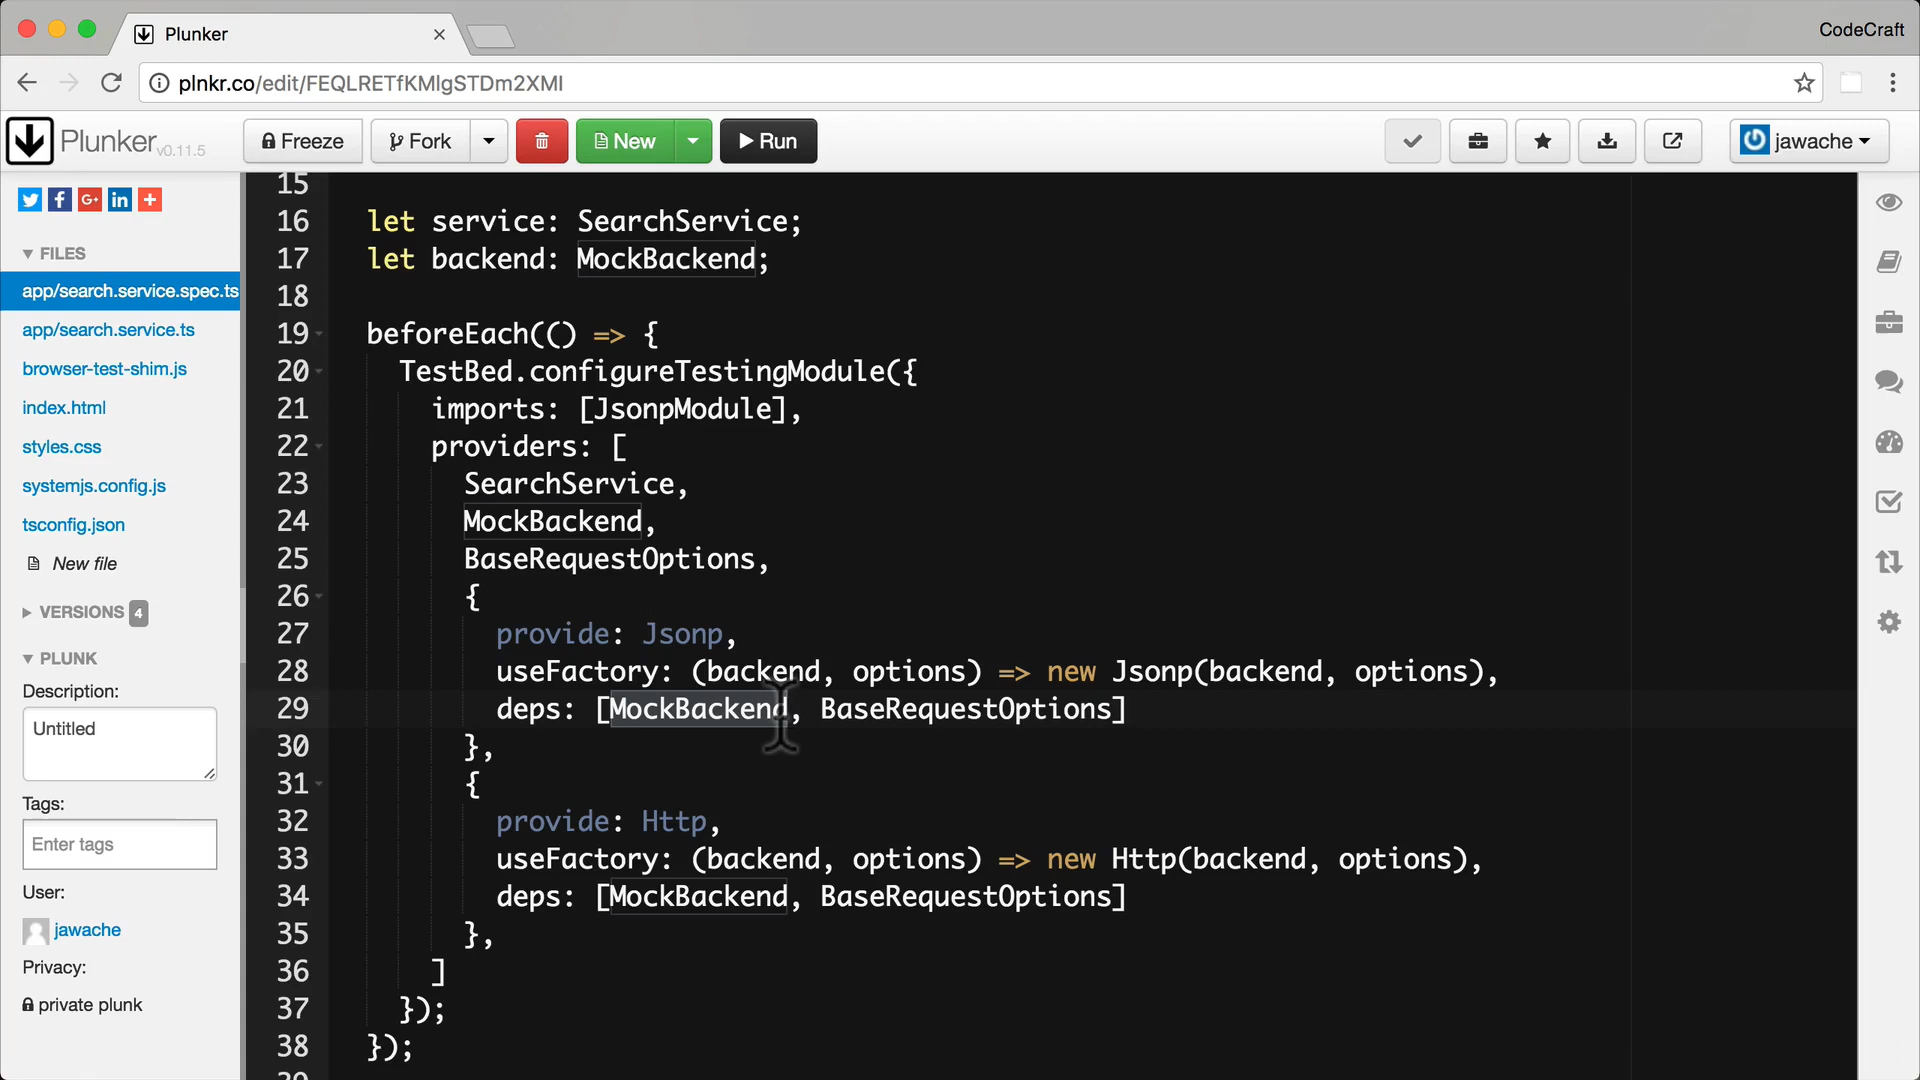 Plunker
CodeCraft
plnkr.co/edit/FEQLRETfKMlgSTDm2XMI
Plunker v0.11.5
Freeze
Fork
New
Run
jawache
FILES
app/search.service.spec.ts
app/search.service.ts
browser-test-shim.js
index.html
styles.css
systemjs.config.js
tsconfig.json
New file
VERSIONS 4
PLUNK
Description:
Untitled
Tags:
Enter tags
User:
jawache
Privacy:
private plunk
15
16 let service: SearchService;
17 let backend: MockBackend;
18
19 beforeEach(() => {
20 TestBed.configureTestingModule({
21 imports: [JsonpModule],
22 providers: [
23 SearchService,
24 MockBackend,
25 BaseRequestOptions,
26 {
27 provide: Jsonp,
28 useFactory: (backend, options) => new Jsonp(backend, options),
29 deps: [MockBackend, BaseRequestOptions]
30 },
31 {
32 provide: Http,
33 useFactory: (backend, options) => new Http(backend, options),
34 deps: [MockBackend, BaseRequestOptions]
35 },
36 ]
37 });
38 });